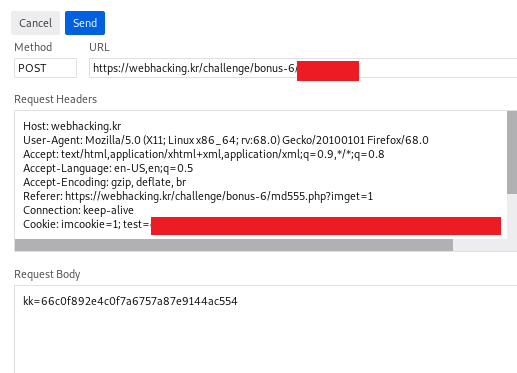 Cancel Send
Method URL
POST https://webhacking.kr/challenge/bonus-6/
Request Headers
Host: webhacking.kr
User-Agent: Mozilla/5.0 (X11; Linux x86_64; rv:68.0) Gecko/20100101 Firefox/68.0
Accept: text/html,application/xhtml+xml,application/xml;q=0.9,*/*;q=0.8
Accept-Language: en-US,en;q=0.5
Accept-Encoding: gzip, deflate, br
Referer: https://webhacking.kr/challenge/bonus-6/md555.php?imget=1
Connection: keep-alive
Cookie: imcookie=1; test=
Request Body
kk=66c0f892e4c0f7a6757a87e9144ac554